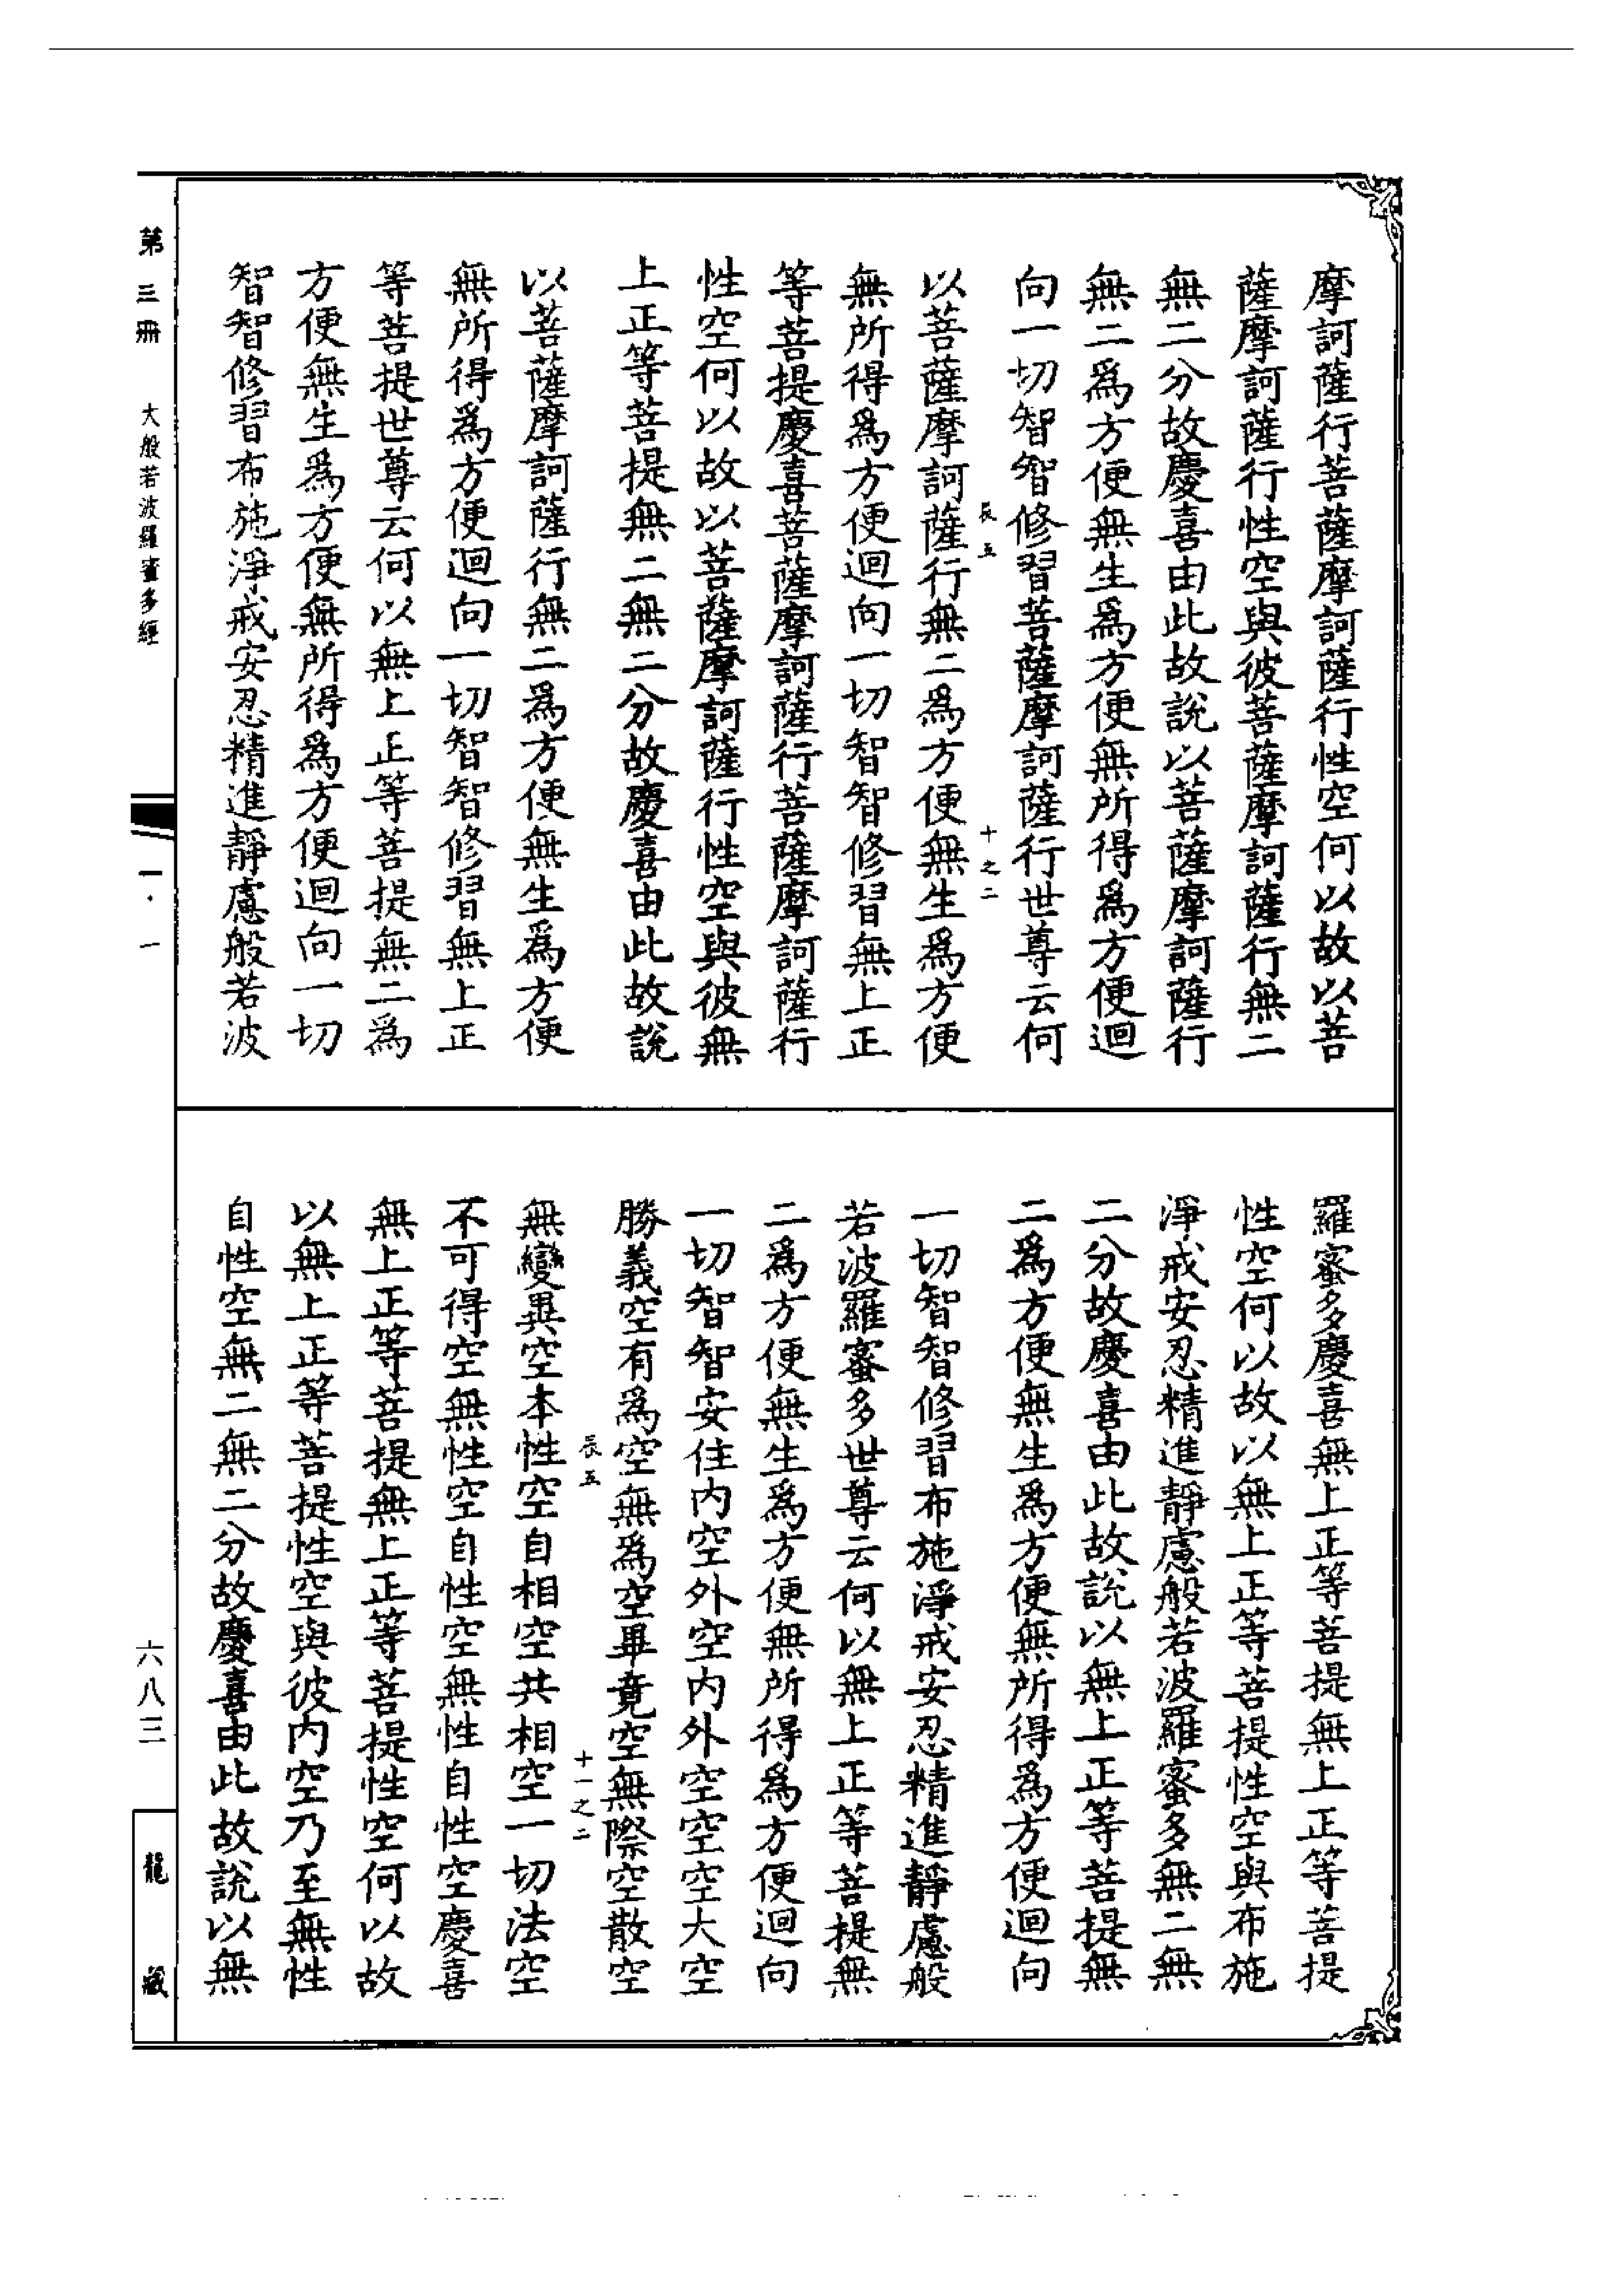 摩訶薩行菩薩摩訶薩行性空何以故以菩
薩摩訶薩行性空與彼菩薩摩訶薩行無二
無二分故慶喜由此故說以菩薩摩訶薩行
無二爲方便無生爲方便無所得爲方便迴
向一切智智修習菩薩摩訶薩行世尊云何
辰五
十之二
以菩薩摩訶薩行無二爲方便無生爲方便
無所得爲方便迴向一切智智修習無上正
等菩提慶喜菩薩摩訶薩行菩薩摩訶薩行
性空何以故以菩薩摩訶薩行性空與彼無
上正等菩提無二無二分故慶喜由此故說
以菩薩摩訶薩行無二爲方便無生爲方便
無所得爲方便迴向一切智智修習無上正
等菩提世尊云何以無上正等菩提無二爲
方便無生爲方便無所得爲方便迴向一切
智智修習布施淨戒安忍精進靜慮般若波
羅蜜多慶喜無上正等菩提無上正等菩提
性空何以故以無上正等菩提性空與布施
淨戒安忍精進靜慮般若波羅蜜多無二無
二分故慶喜由此故說以無上正等菩提無
二爲方便無生爲方便無所得爲方便迴向
一切智智修習布施淨戒安忍精進靜慮般
若波羅蜜多世尊云何以無上正等菩提無
二爲方便無生爲方便無所得爲方便迴向
一切智智安住内空外空内外空空空大空
勝義空有爲空無爲空畢竟空無際空散空
辰五
十一之二
無變異空本性空自相空共相空一切法空
不可得空無性空自性空無性自性空慶喜
無上正等菩提無上正等菩提性空何以故
以無上正等菩提性空與彼内空乃至無性
自性空無二無二分故慶喜由此故說以無
第三冊
大般若波羅蜜多經
一·一
六八三
龍藏